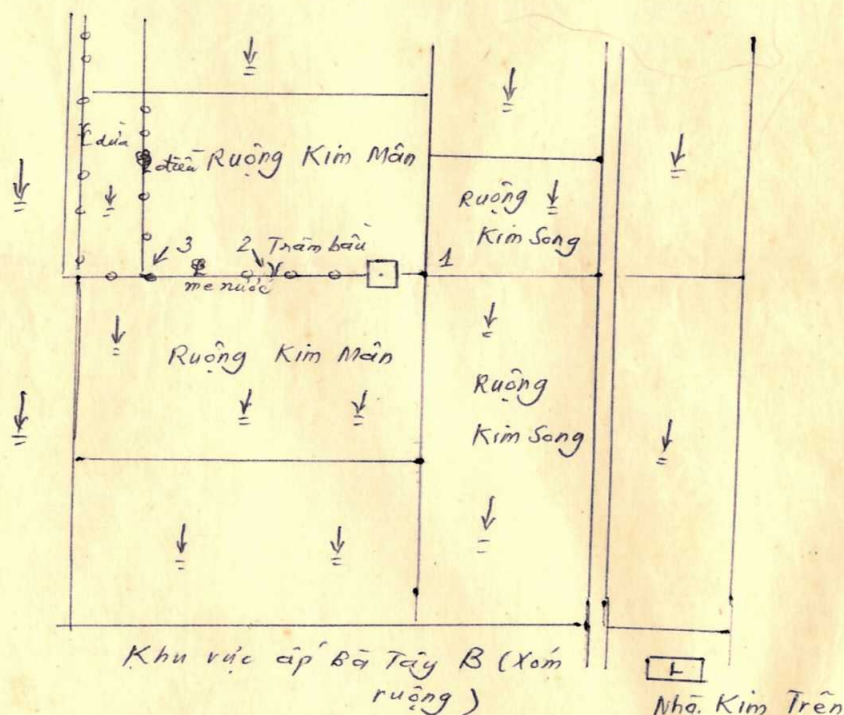 dừa
điều
Ruộng Kim Mân
Ruộng
Kim Song
3
2
Trâm bầu
1
me nước
Ruộng Kim Mân
Ruộng
Kim Song
Khu vực ấp Bà Tây B (Xóm
ruộng)
L
Nhà Kim Trên